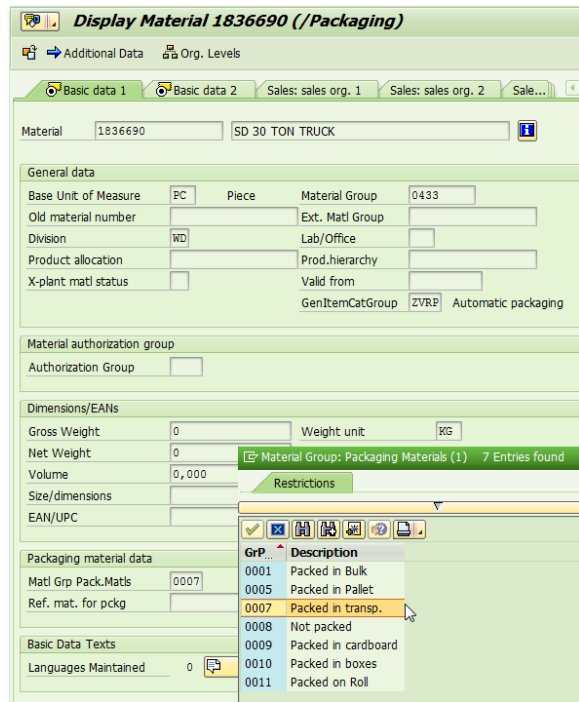 Display Material 1836690 (/Packaging)
Additional Data Org. Levels
Basic data 1 Basic data 2 Sales: sales org. 1 Sales: sales org. 2 Sale...
Material 1836690 SD 30 TON TRUCK
General data
Base Unit of Measure PC Piece Material Group 0433
Old material number Ext. Matl Group
Division WD Lab/Office
Product allocation Prod.hierarchy
X-plant matl status Valid from
GenItemCatGroup ZVRP Automatic packaging
Material authorization group
Authorization Group
Dimensions/EANs
Gross Weight 0 Weight unit KG
Net Weight 0
Volume 0,000
Size/dimensions
EAN/UPC
Packaging material data
Matl Grp Pack.Matls 0007
Ref. mat. for pckg
Basic Data Texts
Languages Maintained 0
Material Group: Packaging Materials (1) 7 Entries found
Restrictions
GrP... Description
0001 Packed in Bulk
0005 Packed in Pallet
0007 Packed in transp.
0008 Not packed
0009 Packed in cardboard
0010 Packed in boxes
0011 Packed on Roll